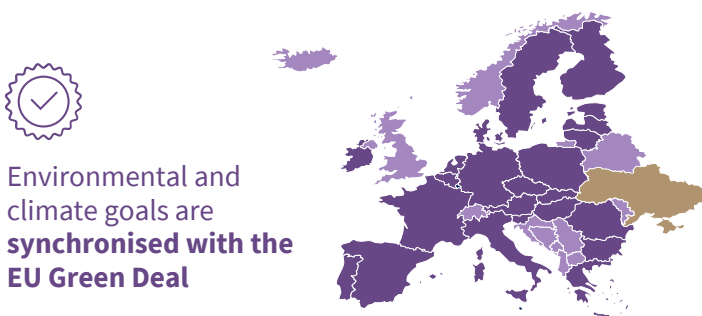 Environmental and
climate goals are
synchronised with the
EU Green Deal